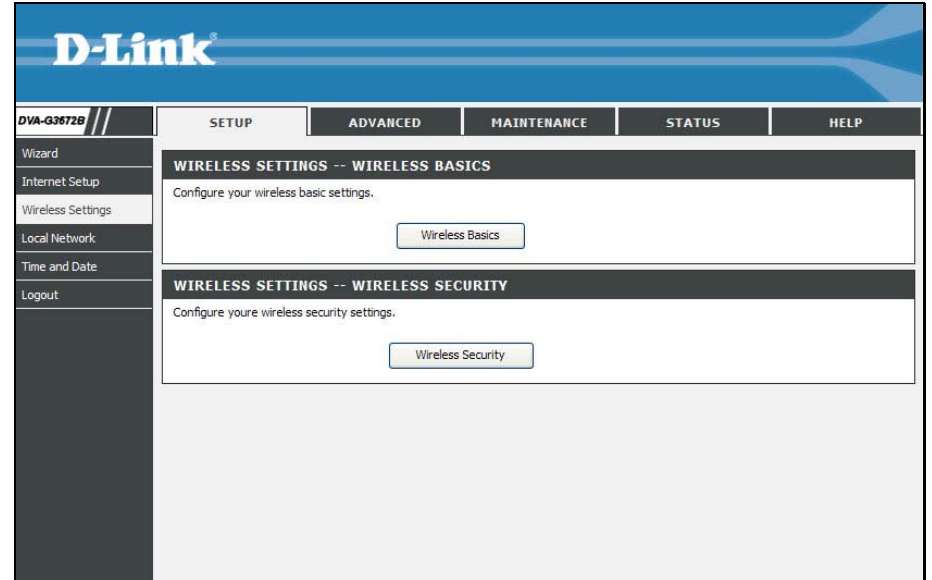 D-Link®
DVA-G3672B
SETUP
ADVANCED
MAINTENANCE
STATUS
HELP
Wizard
Internet Setup
Wireless Settings
Local Network
Time and Date
Logout
WIRELESS SETTINGS -- WIRELESS BASICS
Configure your wireless basic settings.
Wireless Basics
WIRELESS SETTINGS -- WIRELESS SECURITY
Configure youre wireless security settings.
Wireless Security